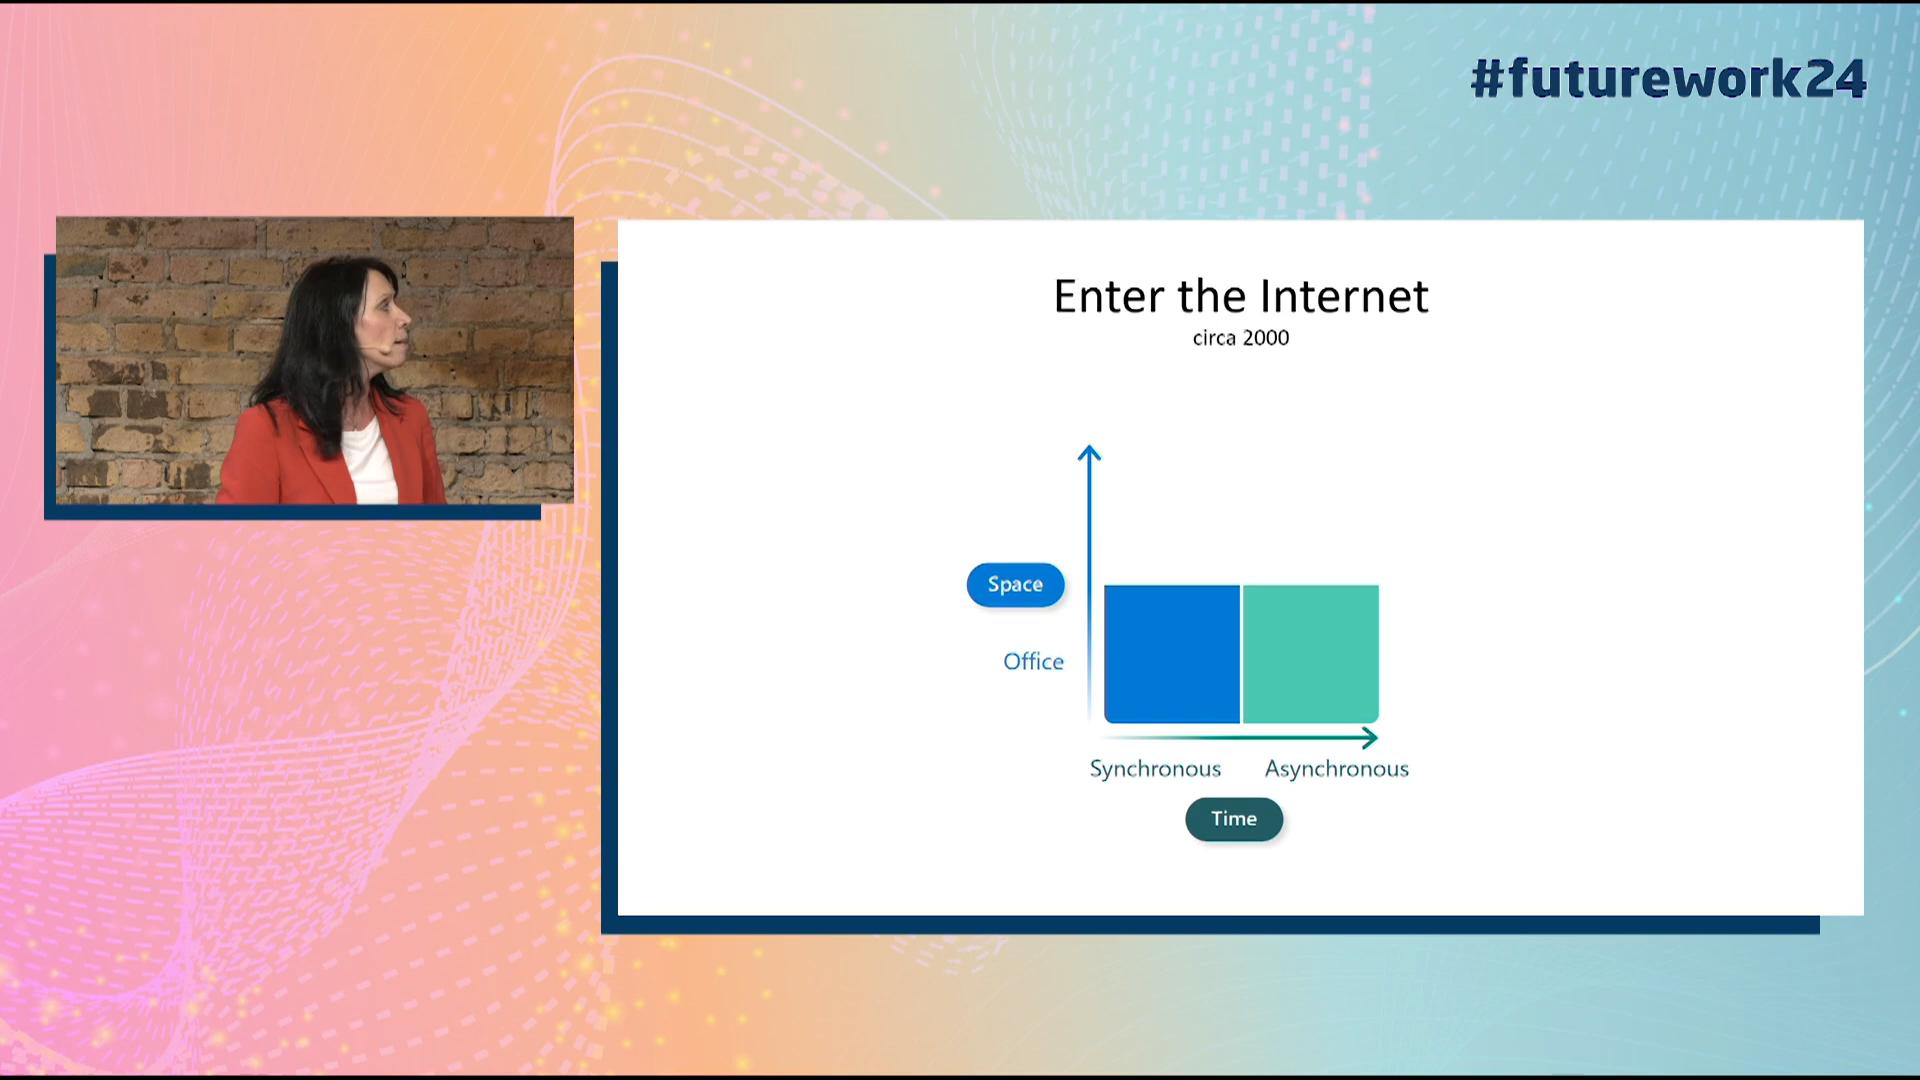 #futurework24
Enter the Internet
circa 2000
Space
Office
Synchronous Asynchronous
Time